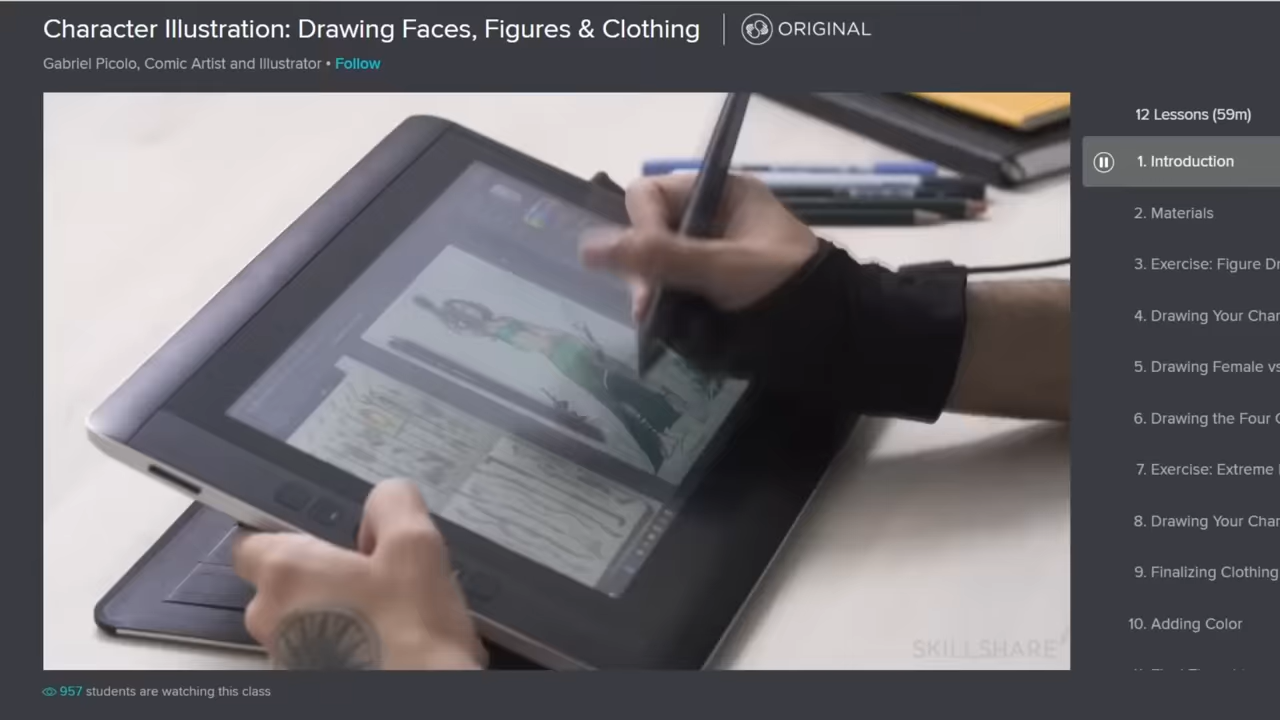 Character Illustration: Drawing Faces, Figures & Clothing
ORIGINAL
Gabriel Picolo, Comic Artist and Illustrator • Follow
12 Lessons (59m)
1. Introduction
2. Materials
3. Exercise: Figure Dr
4. Drawing Your Char
5. Drawing Female vs
6. Drawing the Four
7. Exercise: Extreme
8. Drawing Your Char
9. Finalizing Clothing
10. Adding Color
SKILLSHARE
957 students are watching this class